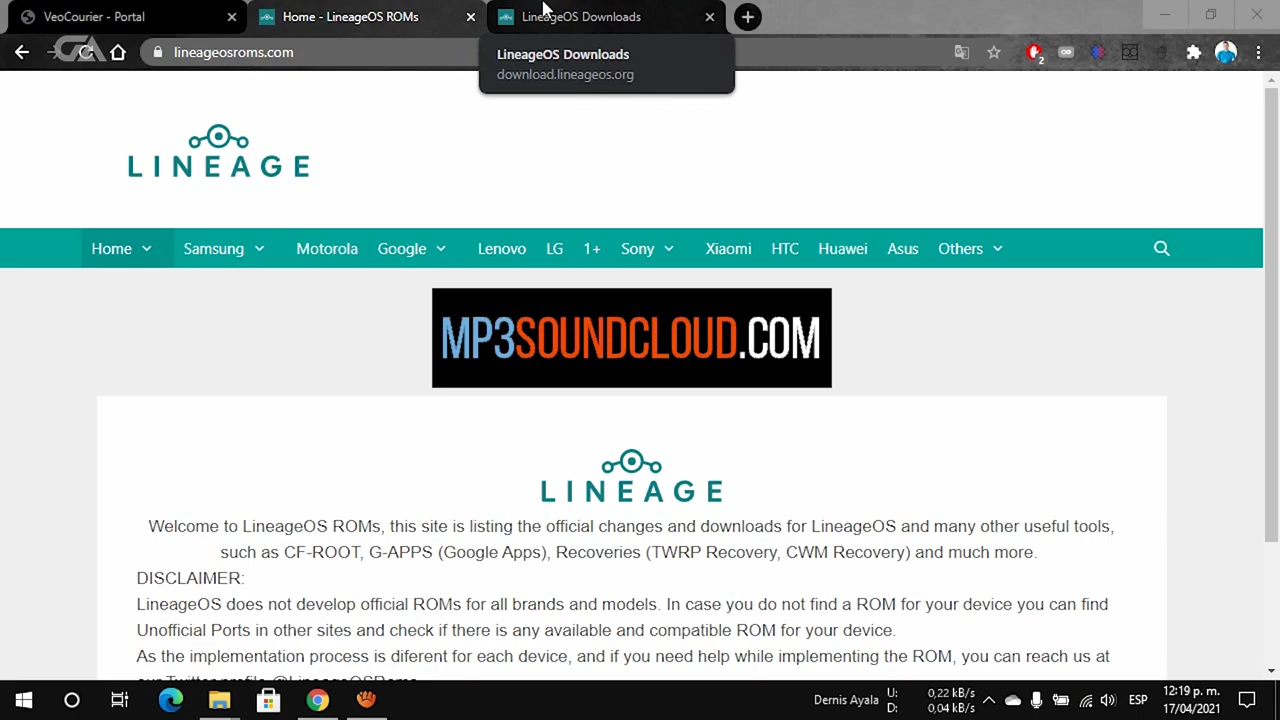 VeoCourier - Portal
Home - LineageOS ROMs
LineageOS Downloads
lineageosroms.com
LineageOS Downloads
download.lineageos.org
2
LINEAGE
Home Samsung Motorola Google Lenovo LG 1+ Sony Xiaomi HTC Huawei Asus Others
MP3SOUNDCLOUD.COM
LINEAGE
Welcome to LineageOS ROMs, this site is listing the official changes and downloads for LineageOS and many other useful tools,
such as CF-ROOT, G-APPS (Google Apps), Recoveries (TWRP Recovery, CWM Recovery) and much more.
DISCLAIMER:
LineageOS does not develop official ROMs for all brands and models. In case you do not find a ROM for your device you can find
Unofficial Ports in other sites and check if there is any available and compatible ROM for your device.
As the implementation process is diferent for each device, and if you need help while implementing the ROM, you can reach us at
our Twitter profile @LineageOSRoms
Dernis Ayala
U: 0,22 kB/s
D: 0,04 kB/s
ESP
12:19 p. m.
17/04/2021